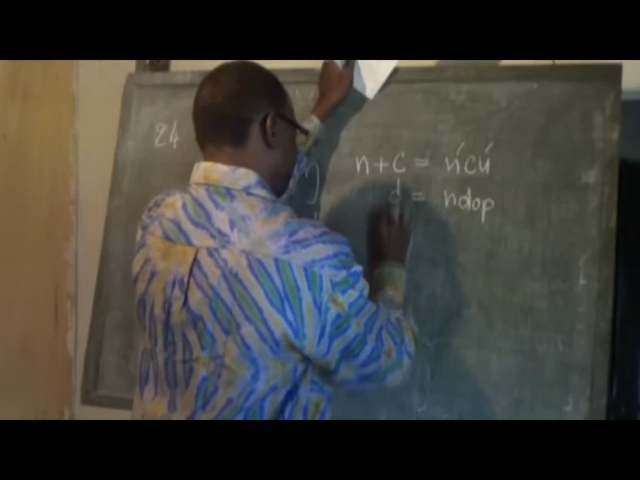 24
n+c = ńcú
d = ndop